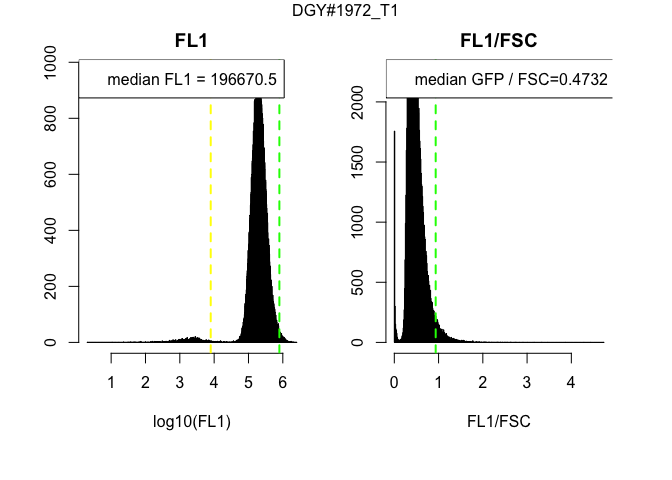 DGY#1972_T1
FL1
median FL1 = 196670.5
0
200
400
600
800
1000
1 2 3 4 5 6
log10(FL1)
FL1/FSC
median GFP / FSC=0.4732
0
500
1000
1500
2000
0 1 2 3 4
FL1/FSC